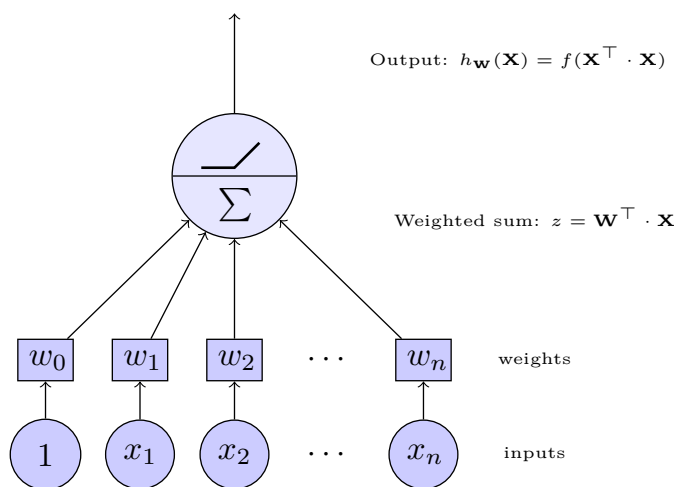 Output: h_𝐰(𝐗) = f(𝐗^⊤ · 𝐗)
∑
Weighted sum: z = 𝐖^⊤ · 𝐗
w_0 w_1 w_2 ⋯ w_n weights
1 x_1 x_2 ⋯ x_n inputs